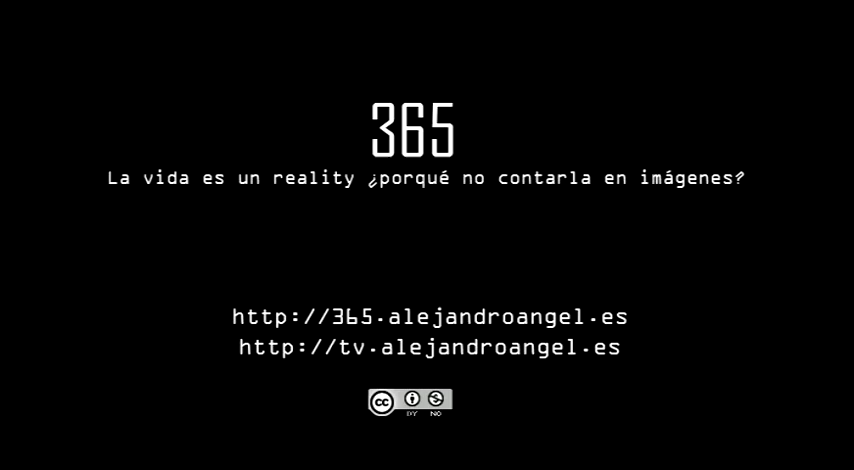 365
La vida es un reality ¿porqué no contarla en imágenes?
http://365.alejandroangel.es
http://tv.alejandroangel.es
cc
BY NC